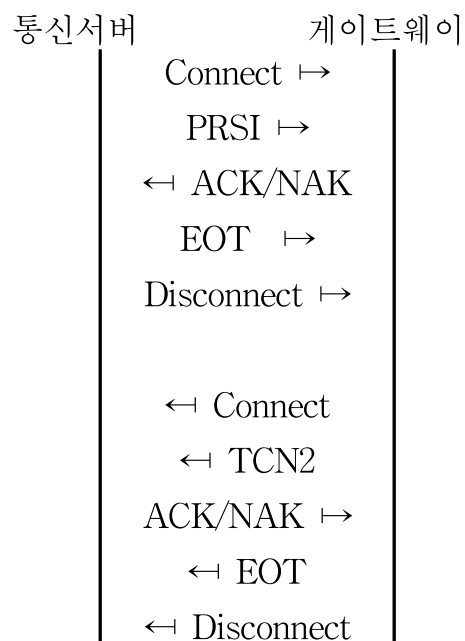 통신서버 게이트웨이
Connect ↦
PRSI ↦
↤ ACK/NAK
EOT ↦
Disconnect ↦
↤ Connect
↤ TCN2
ACK/NAK ↦
↤ EOT
↤ Disconnect